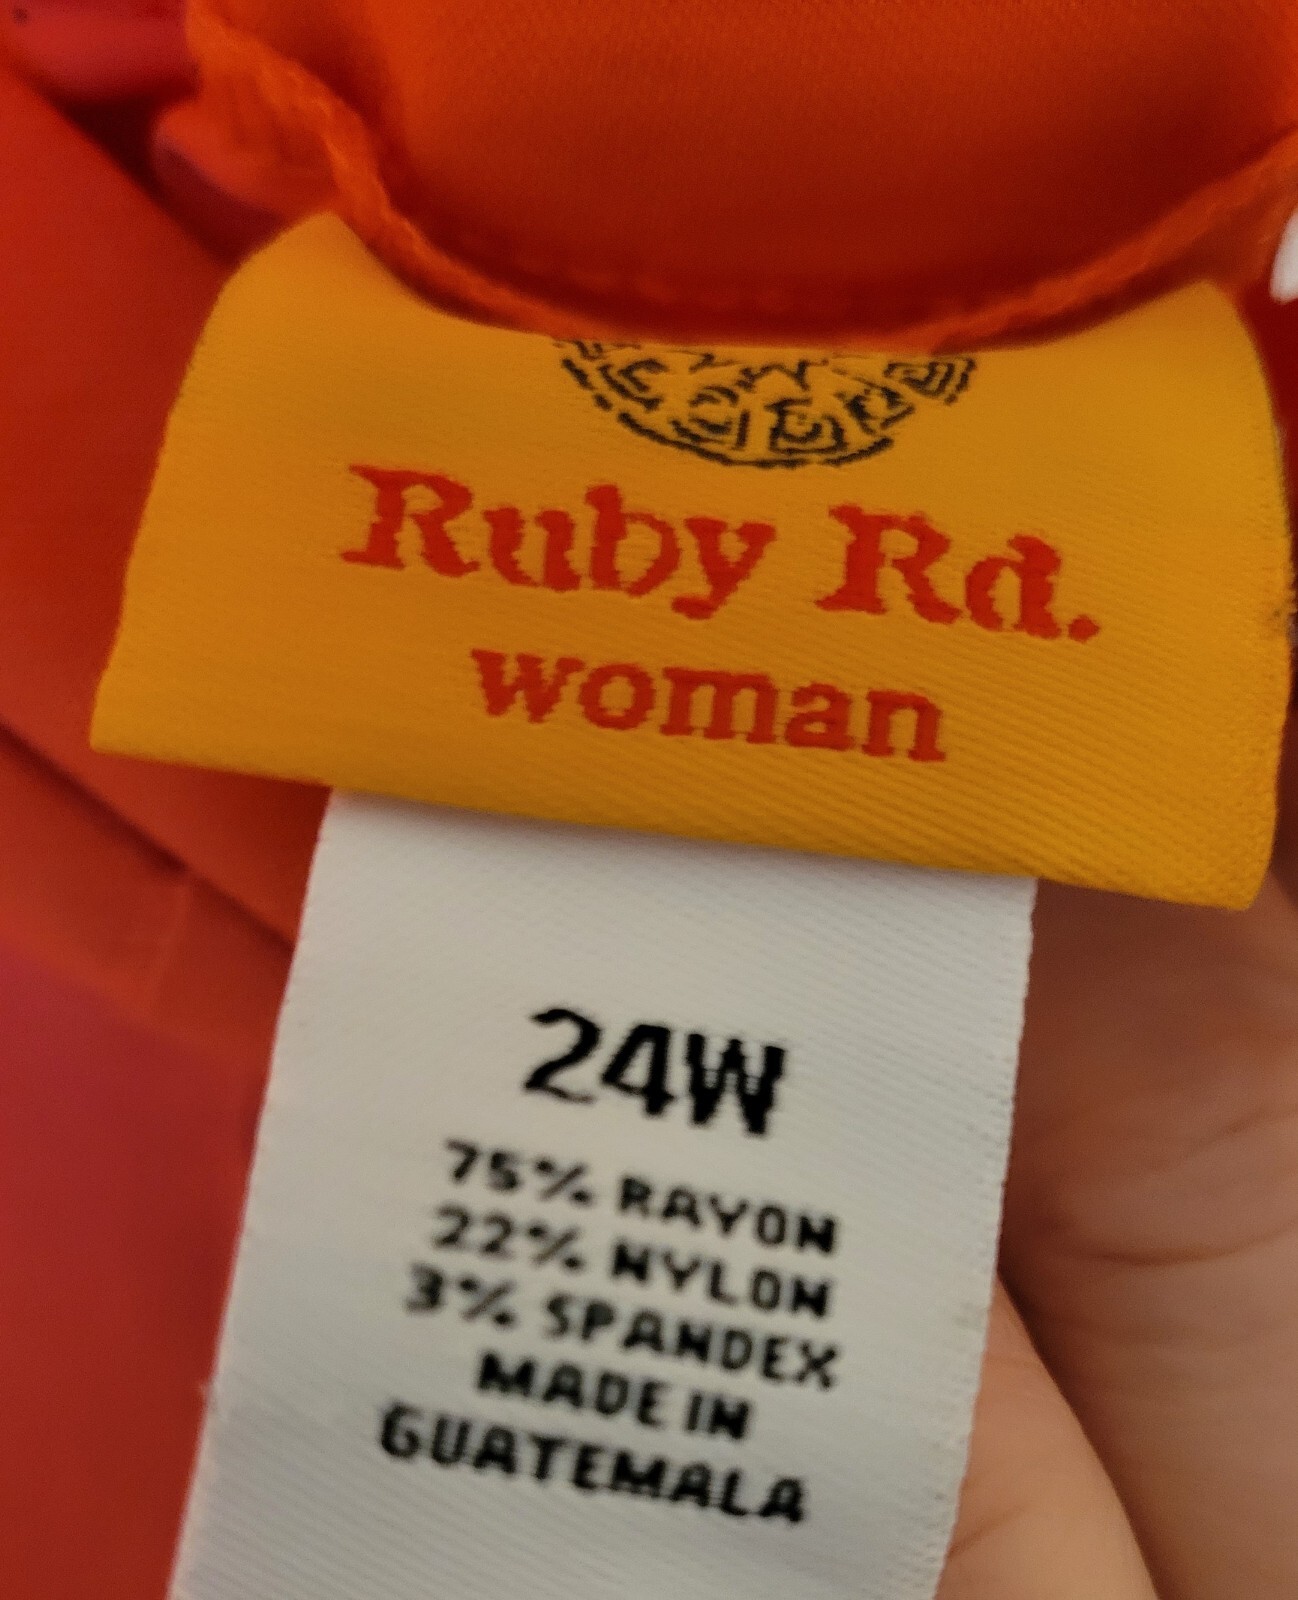 Ruby Rd.
woman
24W
75% RAYON
22% NYLON
3% SPANDEX
MADE IN
GUATEMALA